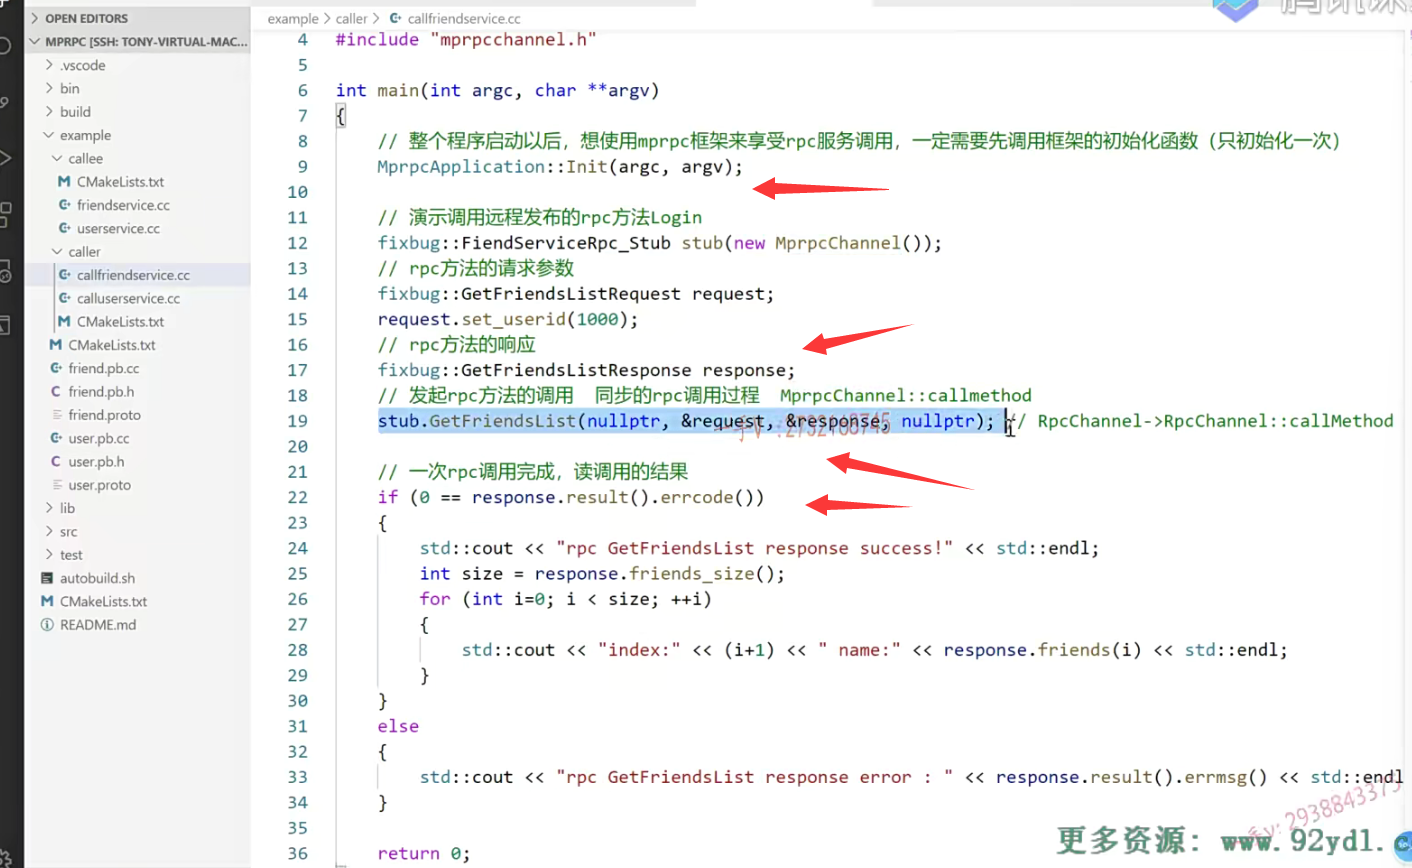 OPEN EDITORS
MPRPC [SSH: TONY-VIRTUAL-MAC...
.vscode
bin
build
example
callee
CMakeLists.txt
friendservice.cc
userservice.cc
caller
callfriendservice.cc
calluserservice.cc
CMakeLists.txt
CMakeLists.txt
friend.pb.cc
friend.pb.h
friend.proto
user.pb.cc
user.pb.h
user.proto
lib
src
test
autobuild.sh
CMakeLists.txt
README.md
example > caller > callfriendservice.cc
4 #include "mprpcchannel.h"
5
6 int main(int argc, char **argv)
7 {
8 // 整个程序启动以后，想使用mprpc框架来享受rpc服务调用，一定需要先调用框架的初始化函数（只初始化一次）
9 MprpcApplication::Init(argc, argv);
10
11 // 演示调用远程发布的rpc方法Login
12 fixbug::FiendServiceRpc_Stub stub(new MprpcChannel());
13 // rpc方法的请求参数
14 fixbug::GetFriendsListRequest request;
15 request.set_userid(1000);
16 // rpc方法的响应
17 fixbug::GetFriendsListResponse response;
18 // 发起rpc方法的调用 同步的rpc调用过程 MprpcChannel::callmethod
19 stub.GetFriendsList(nullptr, &request, &response, nullptr); // RpcChannel->RpcChannel::callMethod
20
21 // 一次rpc调用完成，读调用的结果
22 if (0 == response.result().errcode())
23 {
24 std::cout << "rpc GetFriendsList response success!" << std::endl;
25 int size = response.friends_size();
26 for (int i=0; i < size; ++i)
27 {
28 std::cout << "index:" << (i+1) << " name:" << response.friends(i) << std::endl;
29 }
30 }
31 else
32 {
33 std::cout << "rpc GetFriendsList response error : " << response.result().errmsg() << std::endl
34 }
35
36 return 0;
更多资源：www.92ydl.c